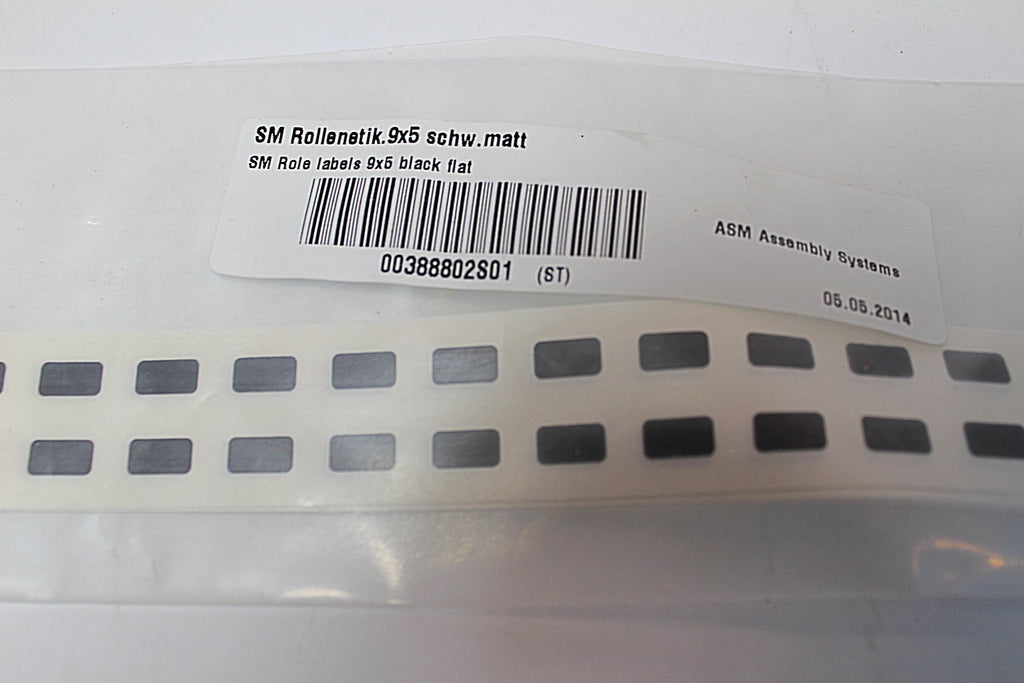 SM Rollenetik.9x5 schw.matt
SM Role labels 9x5 black flat
00388802S01 (ST)
ASM Assembly Systems
05.05.2014